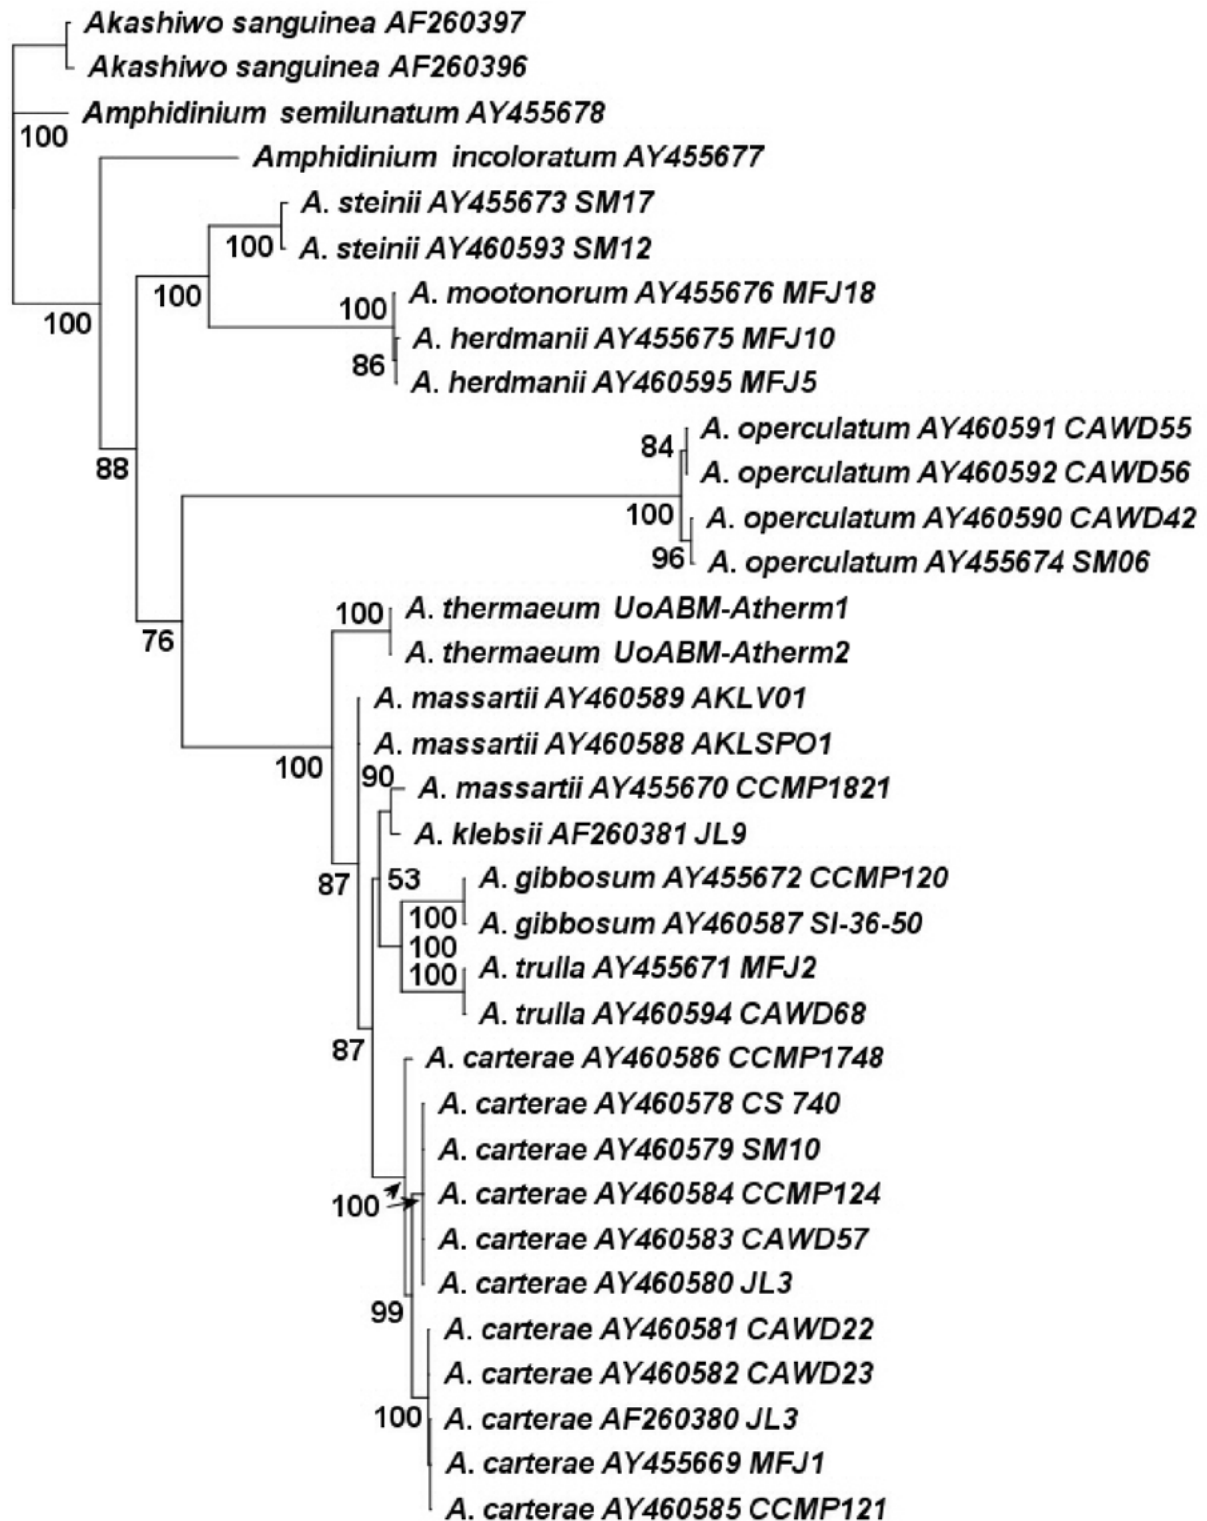 Akashiwo sanguinea AF260397
Akashiwo sanguinea AF260396
Amphidinium semilunatum AY455678
100
Amphidinium incoloratum AY455677
A. steinii AY455673 SM17
100
A. steinii AY460593 SM12
A. mootonorum AY455676 MFJ18
100
100
100
A. herdmanii AY455675 MFJ10
86
A. herdmanii AY460595 MFJ5
A. operculatum AY460591 CAWD55
84
88
A. operculatum AY460592 CAWD56
100
A. operculatum AY460590 CAWD42
96
A. operculatum AY455674 SM06
100
A. thermaeum UoABM-Atherm1
76
A. thermaeum UoABM-Atherm2
A. massartii AY460589 AKLV01
A. massartii AY460588 AKLSPO1
100
90
A. massartii AY455670 CCMP1821
A. klebsii AF260381 JL9
87
53
A. gibbosum AY455672 CCMP120
100
A. gibbosum AY460587 SI-36-50
100
100
A. trulla AY455671 MFJ2
A. trulla AY460594 CAWD68
87
A. carterae AY460586 CCMP1748
A. carterae AY460578 CS 740
A. carterae AY460579 SM10
100
A. carterae AY460584 CCMP124
A. carterae AY460583 CAWD57
A. carterae AY460580 JL3
99
A. carterae AY460581 CAWD22
A. carterae AY460582 CAWD23
100
A. carterae AF260380 JL3
A. carterae AY455669 MFJ1
A. carterae AY460585 CCMP121